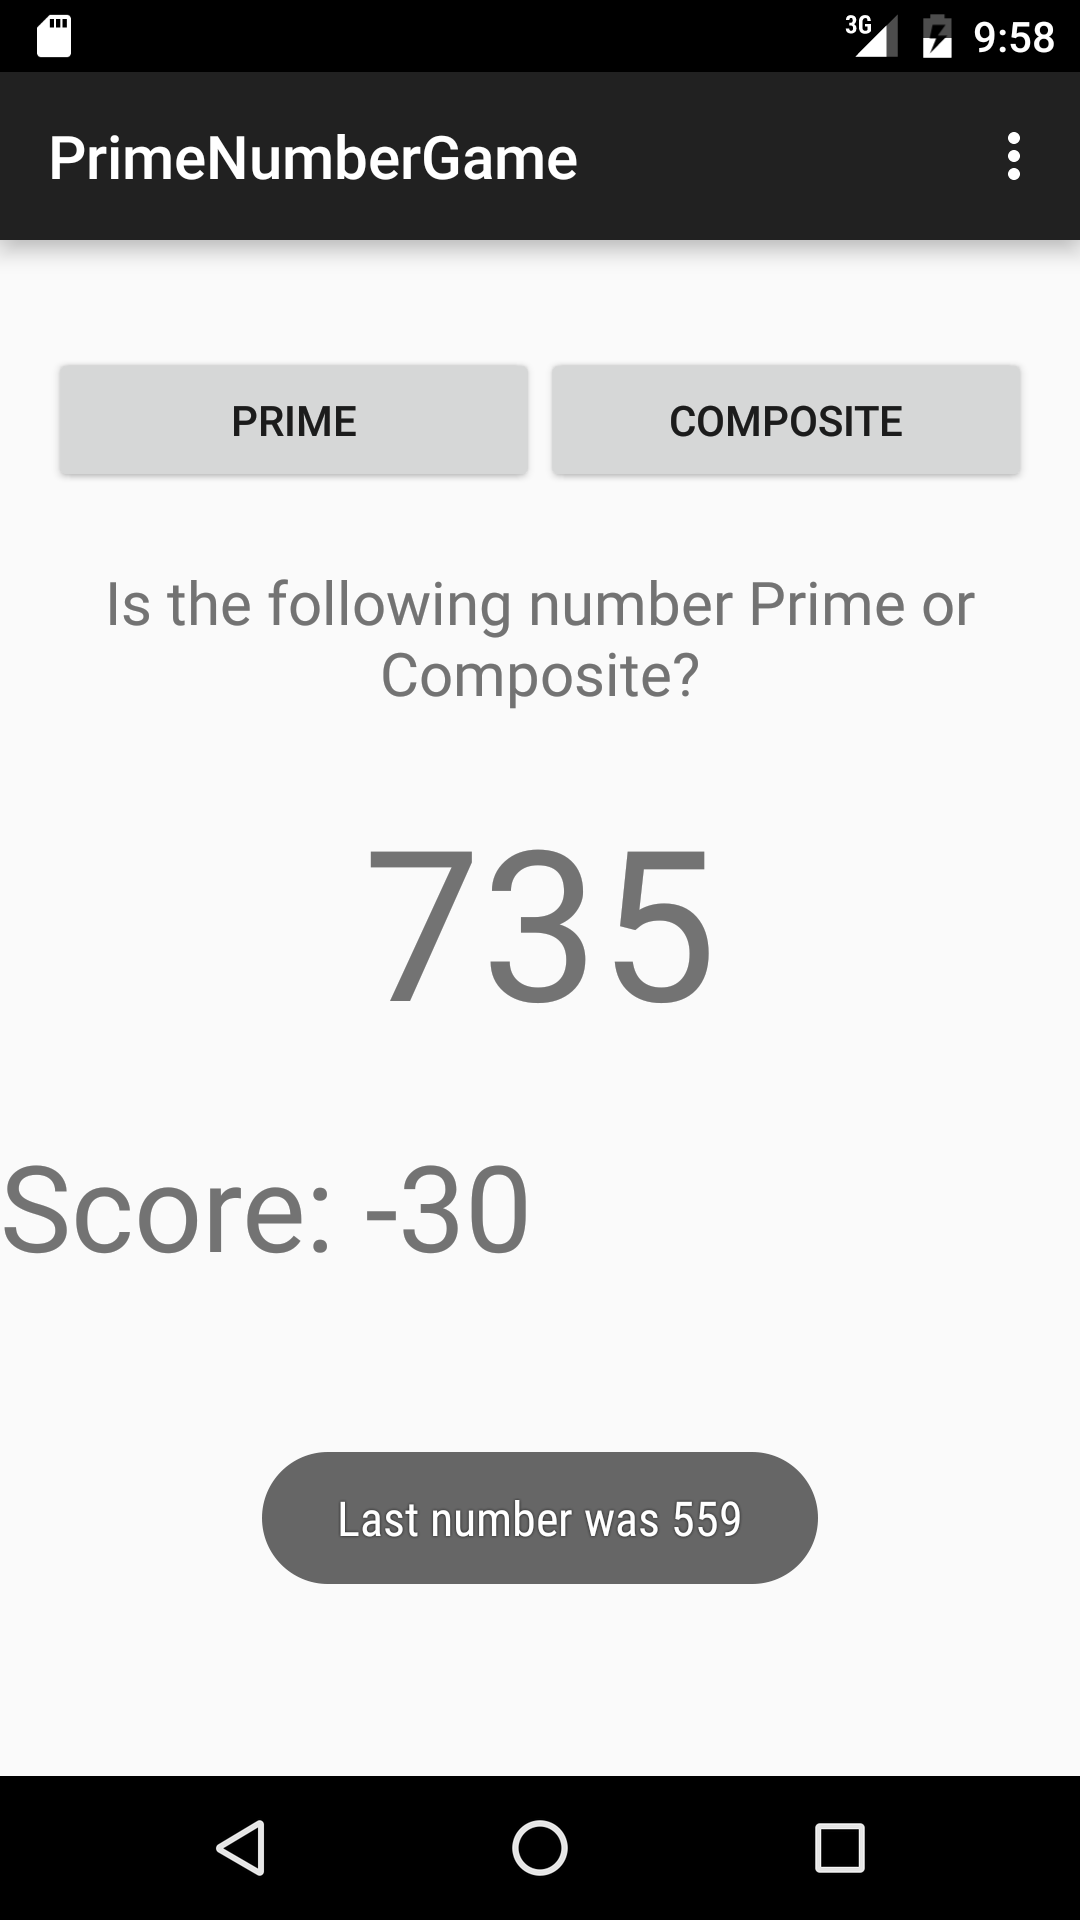 3G 9:58
PrimeNumberGame
PRIME COMPOSITE
Is the following number Prime or
Composite?
735
Score: -30
Last number was 559